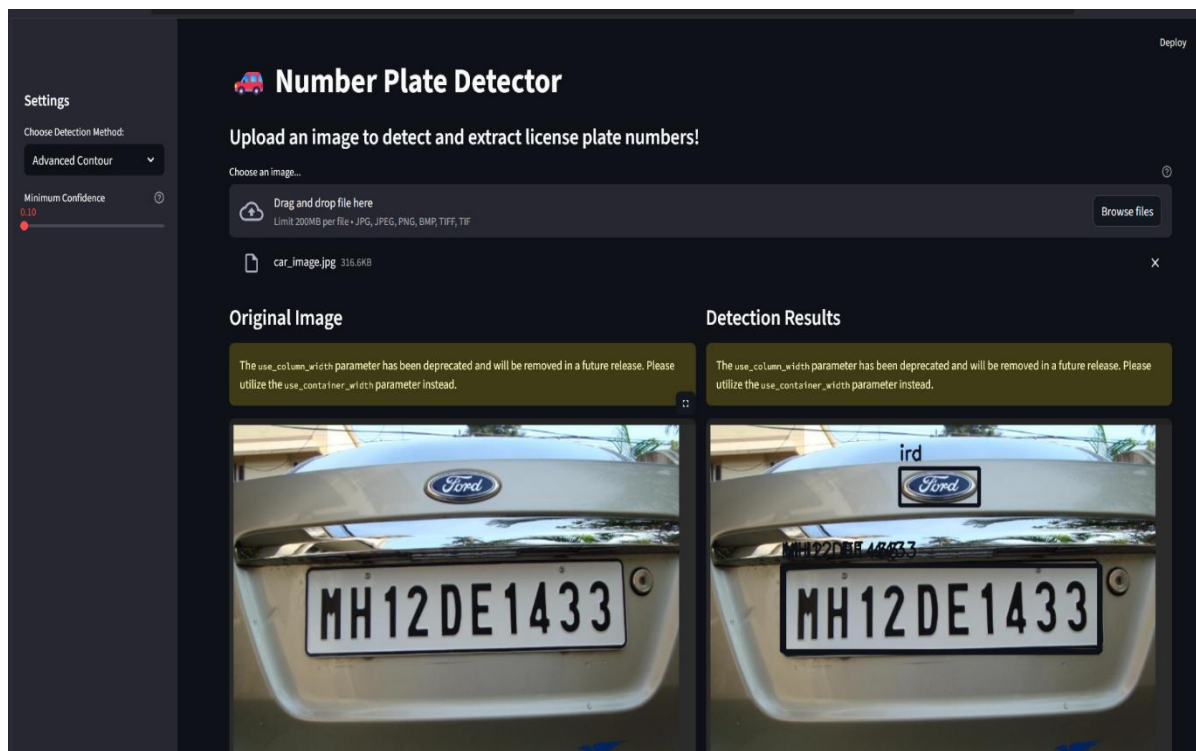 Deploy
🚗 Number Plate Detector
Settings
Choose Detection Method:
Advanced Contour
Minimum Confidence
0.10
Upload an image to detect and extract license plate numbers!
Choose an image...
Drag and drop file here
Limit 200MB per file • JPG, JPEG, PNG, BMP, TIFF, TIF
Browse files
car_image.jpg 316.6KB
X
Original Image
The use_column_width parameter has been deprecated and will be removed in a future release. Please
utilize the use_container_width parameter instead.
Ford
MH12DE1433
Detection Results
The use_column_width parameter has been deprecated and will be removed in a future release. Please
utilize the use_container_width parameter instead.
ird
Ford
MH12DE1433